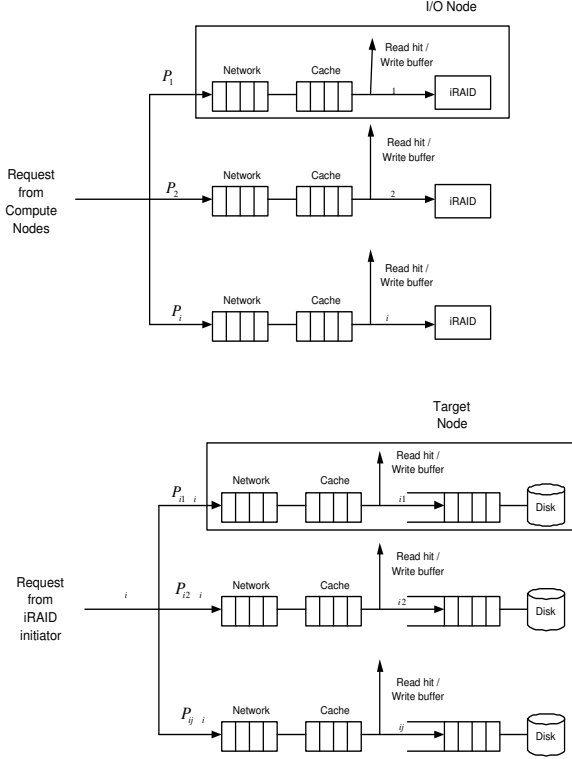 I/O Node
Read hit /
Write buffer
P1
Network
Cache
1
iRAID
Read hit /
Write buffer
Request
from
Compute
Nodes
P2
Network
Cache
2
iRAID
Read hit /
Write buffer
Pi
Network
Cache
i
iRAID
Target
Node
Read hit /
Write buffer
Pi1 i
Network
Cache
i1
Disk
Read hit /
Write buffer
Request
from
iRAID
initiator
i
Pi2 i
Network
Cache
i2
Disk
Read hit /
Write buffer
Pij i
Network
Cache
ij
Disk